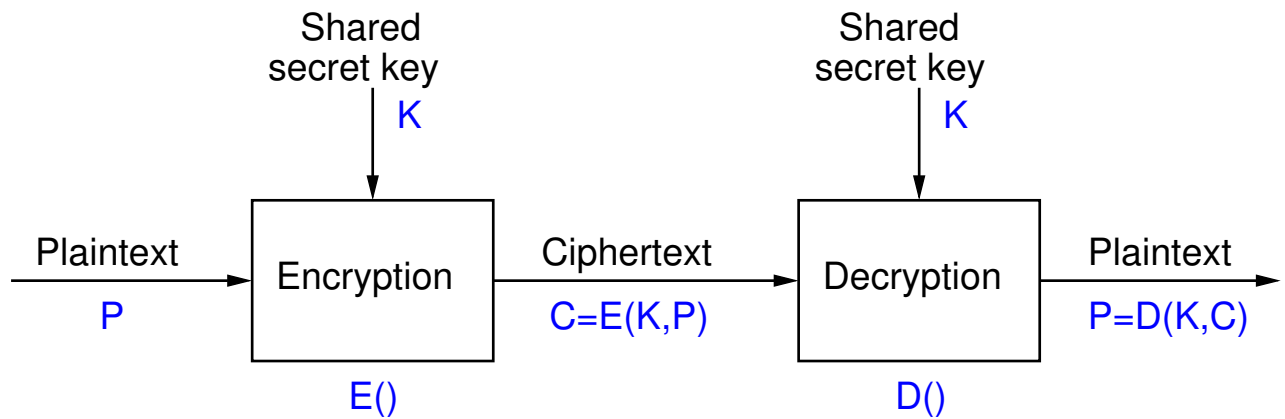 Shared
secret key
K
Shared
secret key
K
Plaintext
P
Encryption
E()
Ciphertext
C=E(K,P)
Decryption
D()
Plaintext
P=D(K,C)